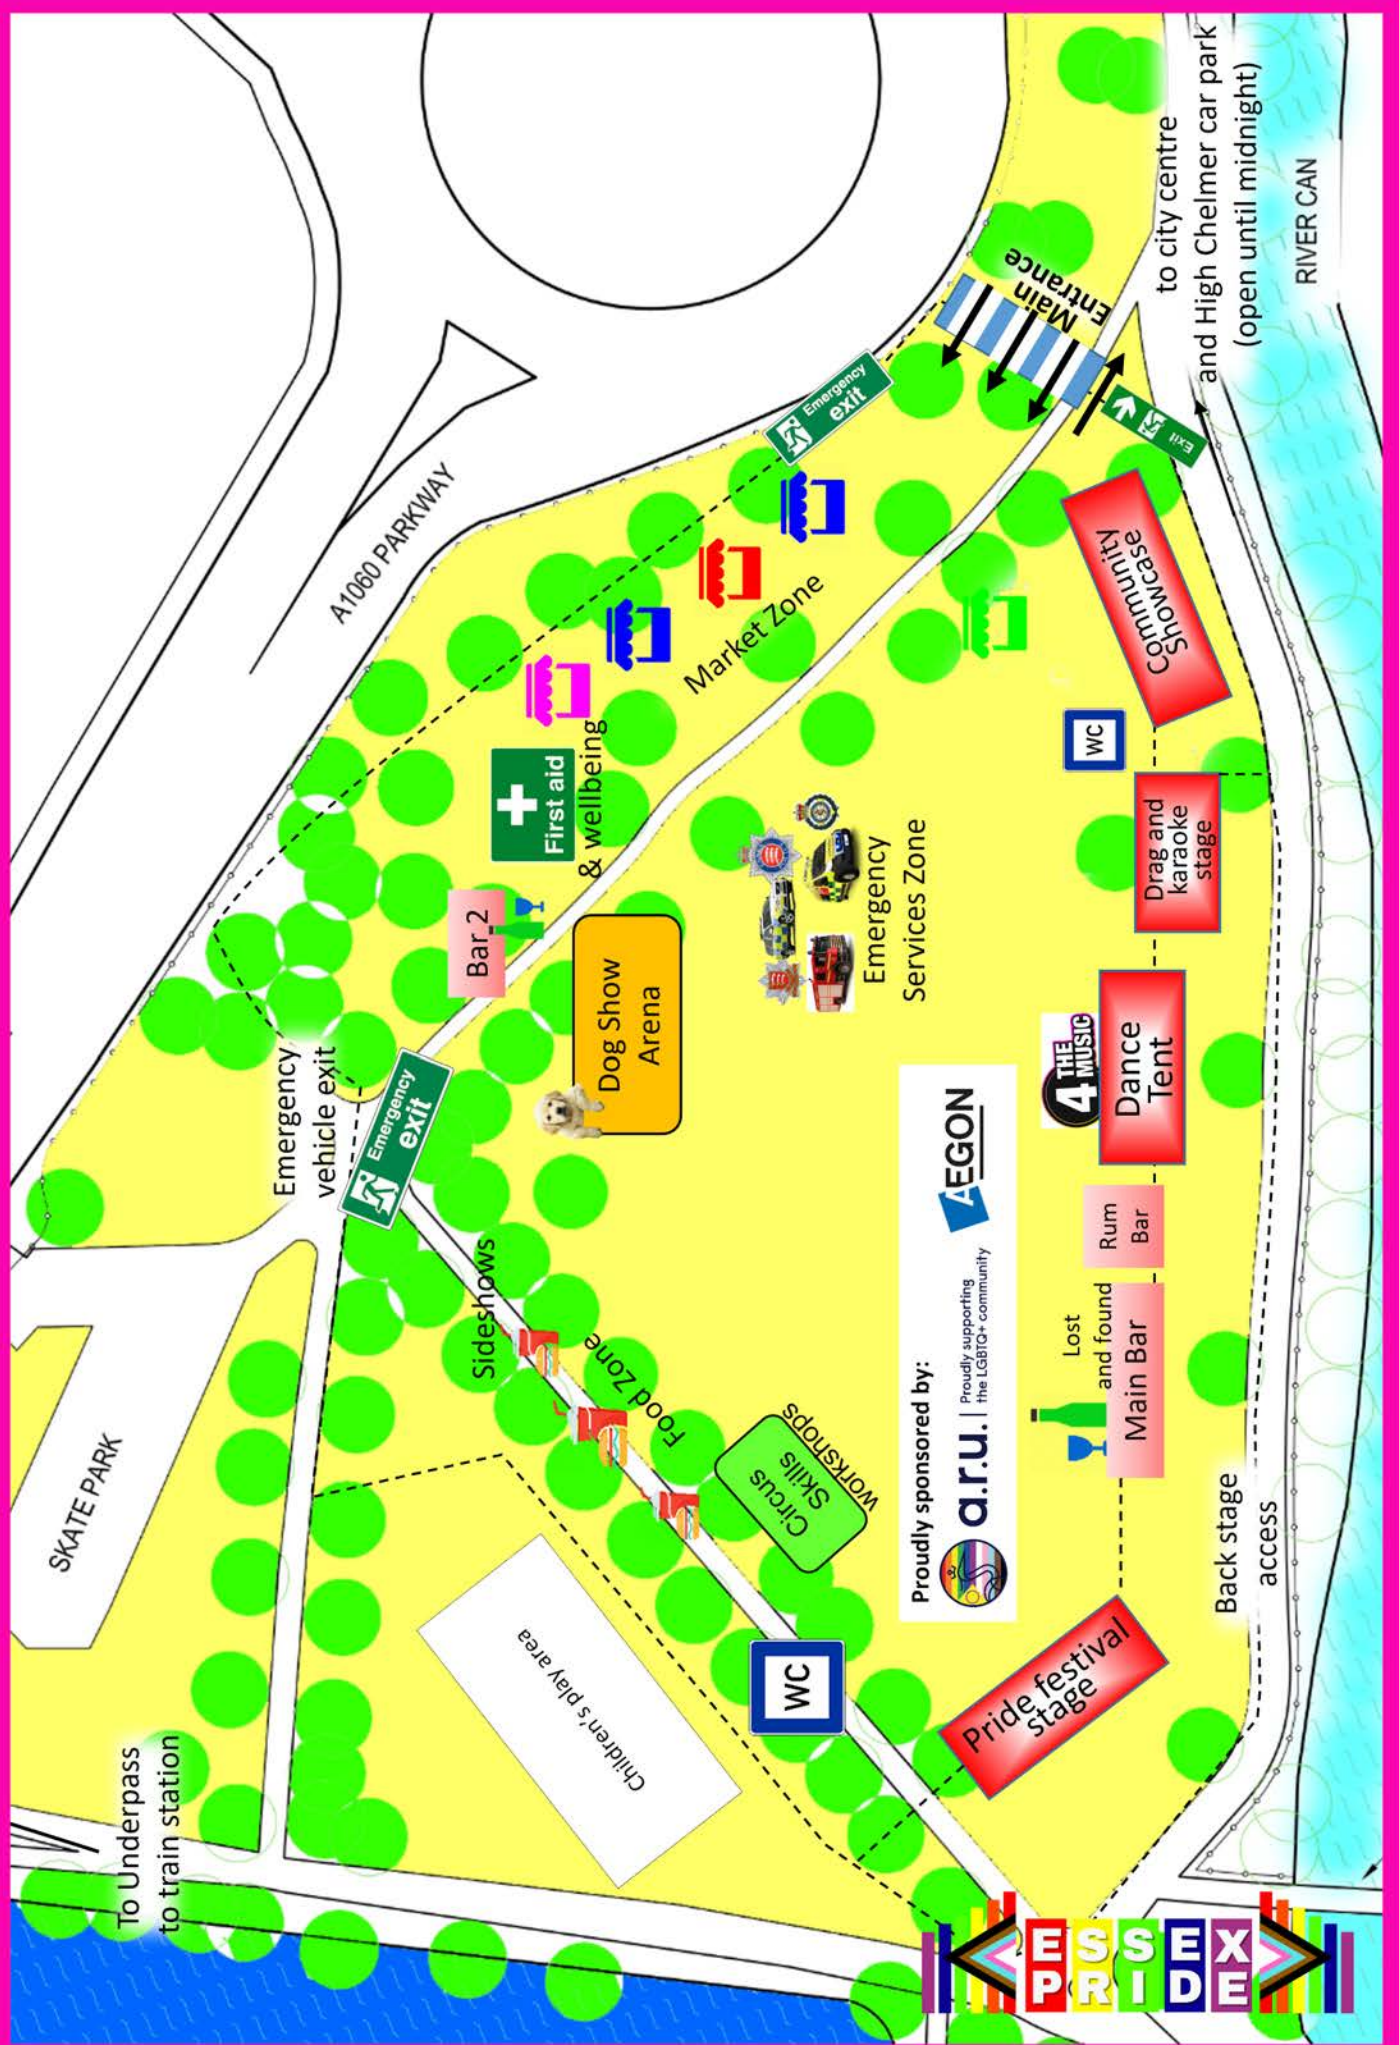 To Underpass
to train station
SKATE PARK
A1060 PARKWAY
Emergency
vehicle exit
Emergency
exit
Bar 2
First aid
& wellbeing
Market Zone
Emergency
exit
Main
Entrance
Exit
to city centre
and High Chelmer car park
(open until midnight)
RIVER CAN
Children's play area
Sideshows
Food Zone
Dog Show
Arena
Circus
Skills
workshops
WC
Emergency
Services Zone
Proudly sponsored by:
a.r.u.
Proudly supporting
the LGBTQ+ community
AEGON
Pride festival
stage
Lost
and found
Main Bar
Rum
Bar
4 THE
MUSIC
Dance
Tent
Drag and
karaoke
stage
WC
Community
Showcase
Back stage
access
ESSEX
PRIDE